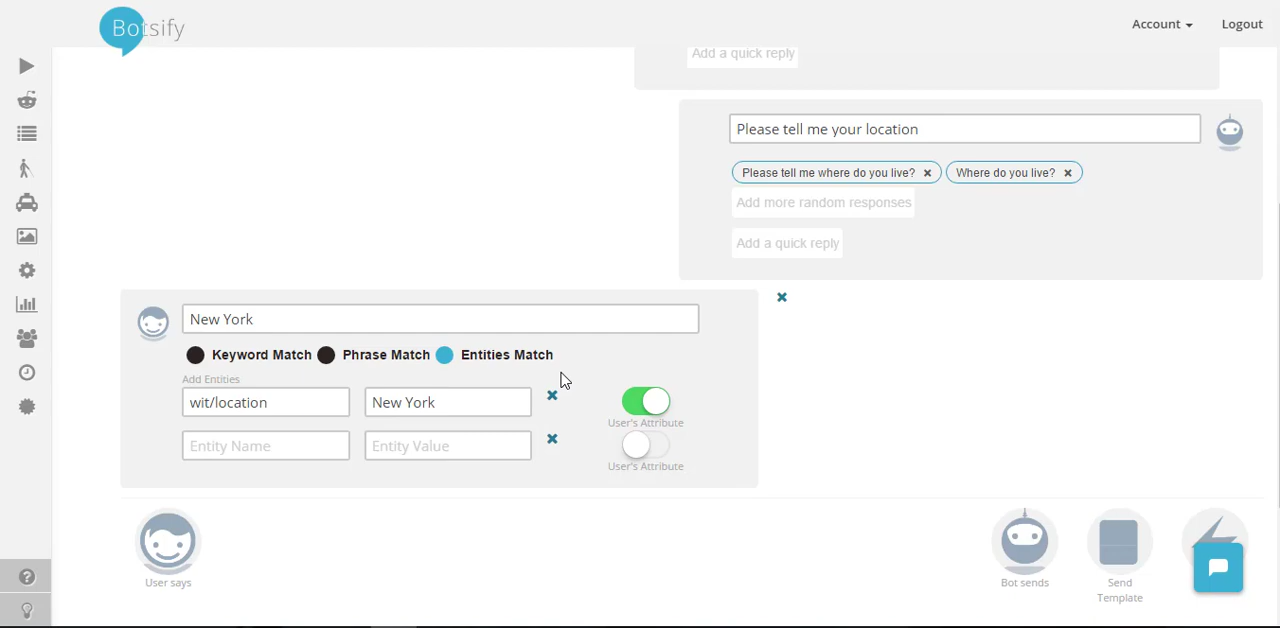 Botsify
Account
Logout
Add a quick reply
Please tell me your location
Please tell me where do you live? ×
Where do you live? ×
Add more random responses
Add a quick reply
New York
Keyword Match
Phrase Match
Entities Match
Add Entities
wit/location
New York
User's Attribute
Entity Name
Entity Value
User's Attribute
User says
Bot sends
Send
Template